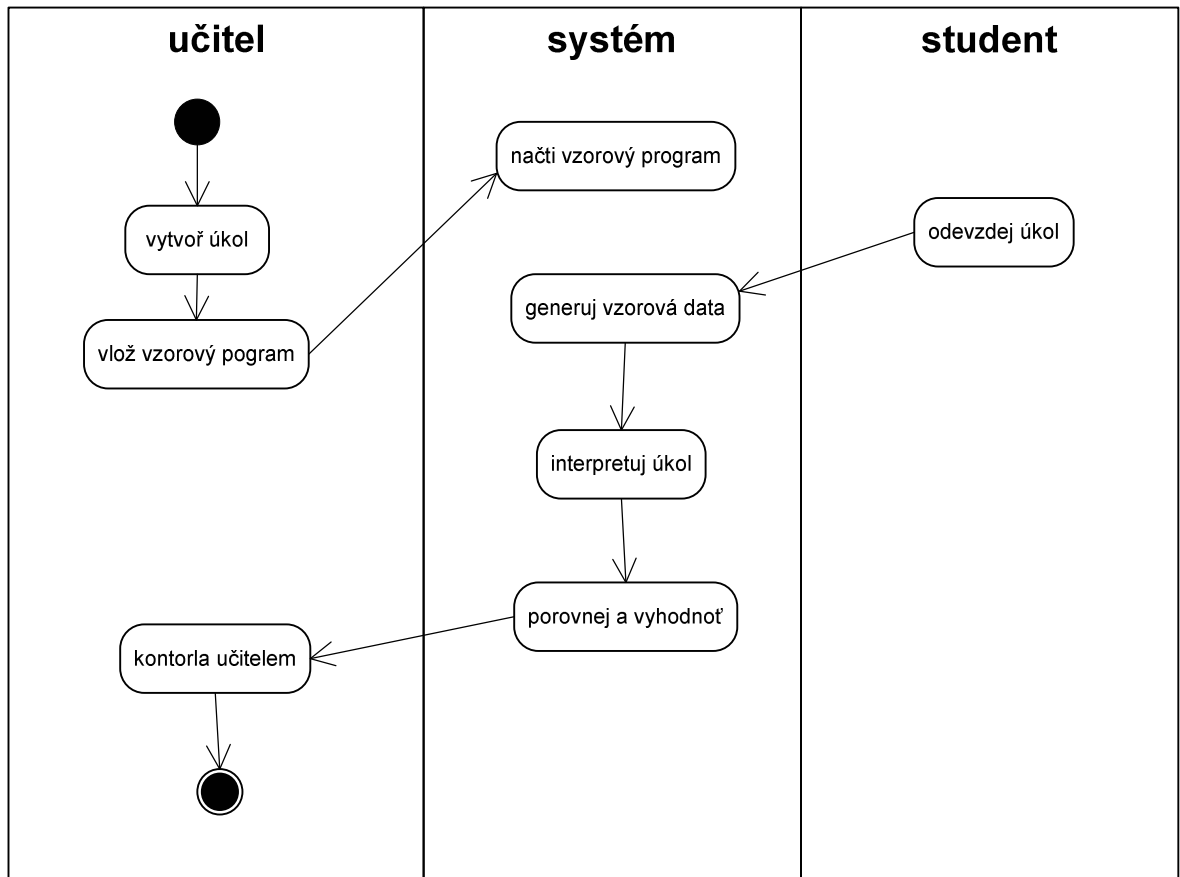 učitel
systém
student
načti vzorový program
vytvoř úkol
odevzdej úkol
generuj vzorová data
vlož vzorový pogram
interpretuj úkol
porovnej a vyhodnoť
kontorla učitelem